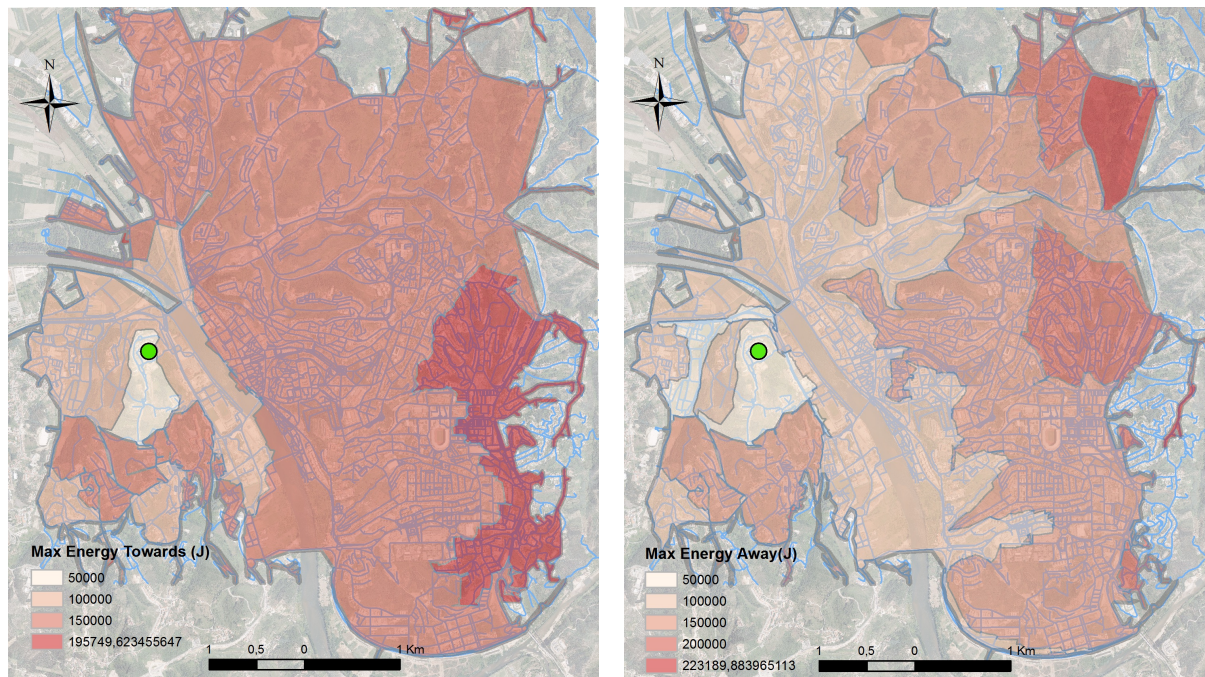 N
Max Energy Towards (J)
50000
100000
150000
195749,623455647
1 0,5 0 1 Km
N
Max Energy Away(J)
50000
100000
150000
200000
223189,883965113
1 0,5 0 1 Km